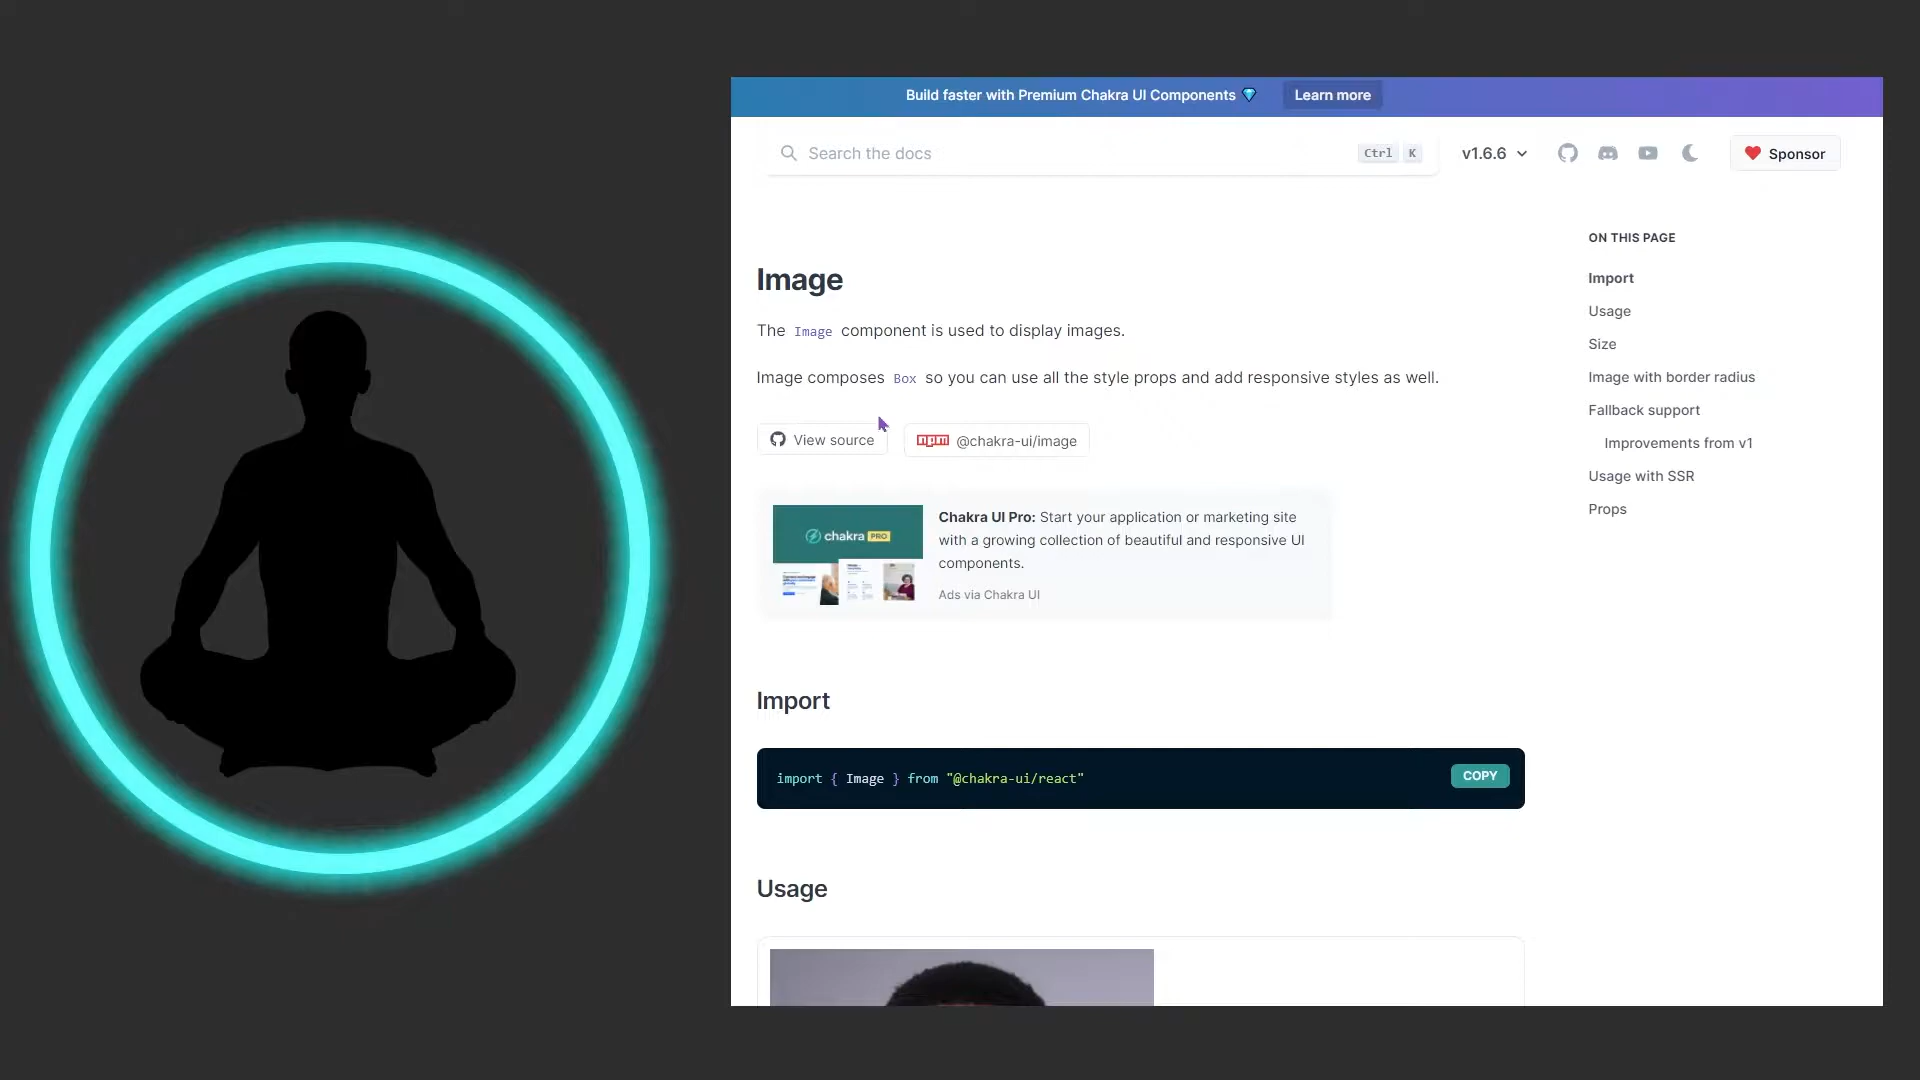 Build faster with Premium Chakra UI Components 💎 Learn more
Search the docs Ctrl K v1.6.6 Sponsor
Image
The Image component is used to display images.
Image composes Box so you can use all the style props and add responsive styles as well.
View source npm @chakra-ui/image
chakra PRO
Chakra UI Pro: Start your application or marketing site
with a growing collection of beautiful and responsive UI
components.
Ads via Chakra UI
Import
import { Image } from "@chakra-ui/react" COPY
Usage
ON THIS PAGE
Import
Usage
Size
Image with border radius
Fallback support
Improvements from v1
Usage with SSR
Props